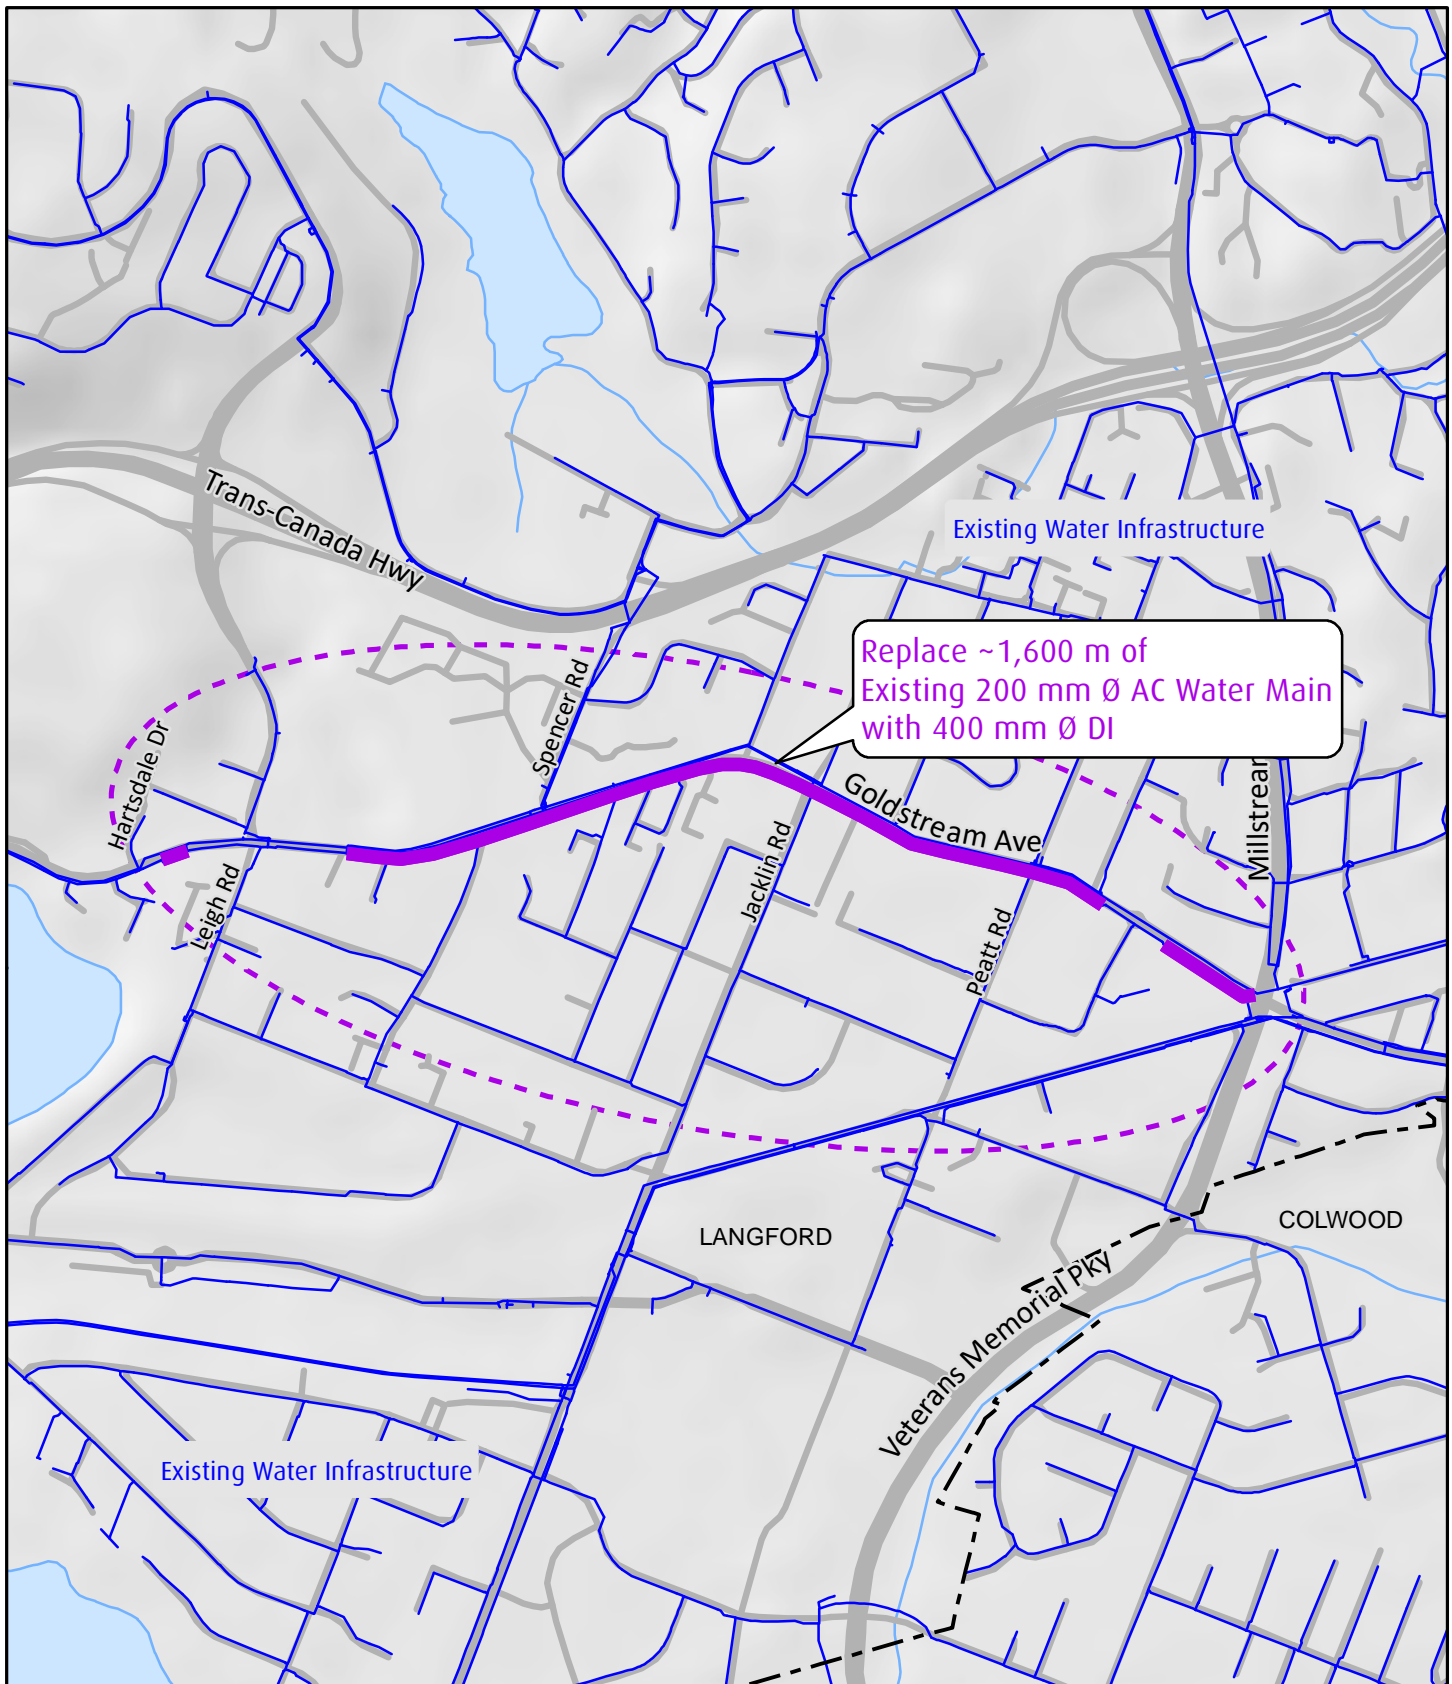 Trans-Canada Hwy
Existing Water Infrastructure
Replace ~1,600 m of
Existing 200 mm Ø AC Water Main
with 400 mm Ø DI
Spencer Rd
Hartsdale Dr
Goldstream Ave
Millstream
Leigh Rd
Jacklin Rd
Peatt Rd
LANGFORD
COLWOOD
Veterans Memorial Pky
Existing Water Infrastructure